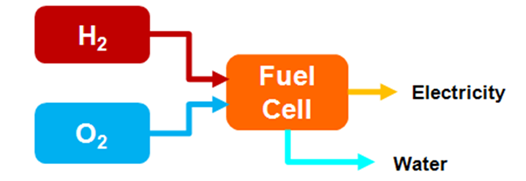 H₂
Fuel
Cell
Electricity
O₂
Water